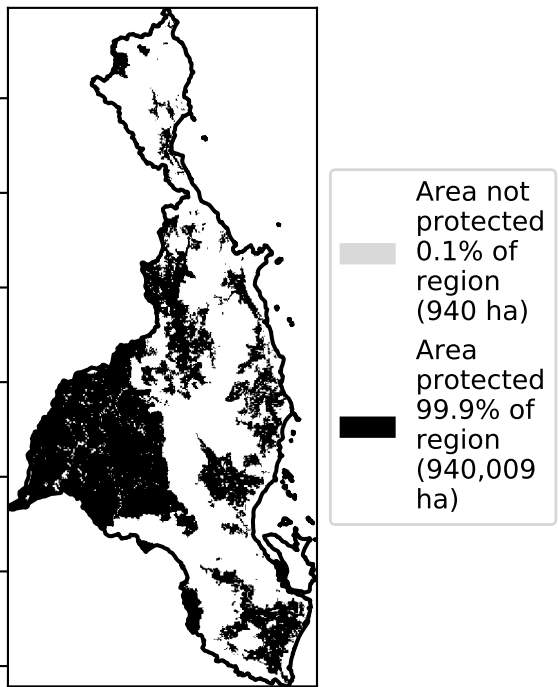 Area not
protected
0.1% of
region
(940 ha)
Area
protected
99.9% of
region
(940,009
ha)